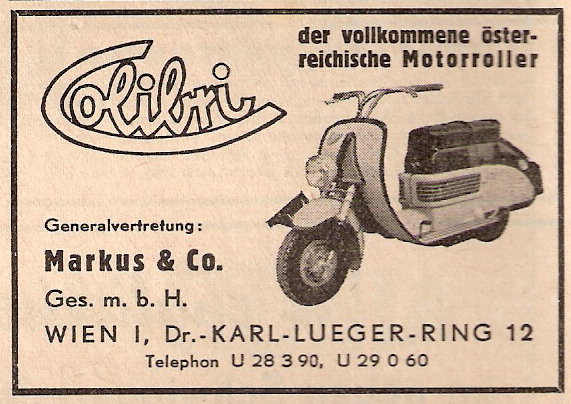 Colibri
der vollkommene öster-
reichische Motorroller
Generalvertretung:
Markus & Co.
Ges. m. b. H.
WIEN I, Dr.-KARL-LUEGER-RING 12
Telephon U 28 3 90, U 29 0 60